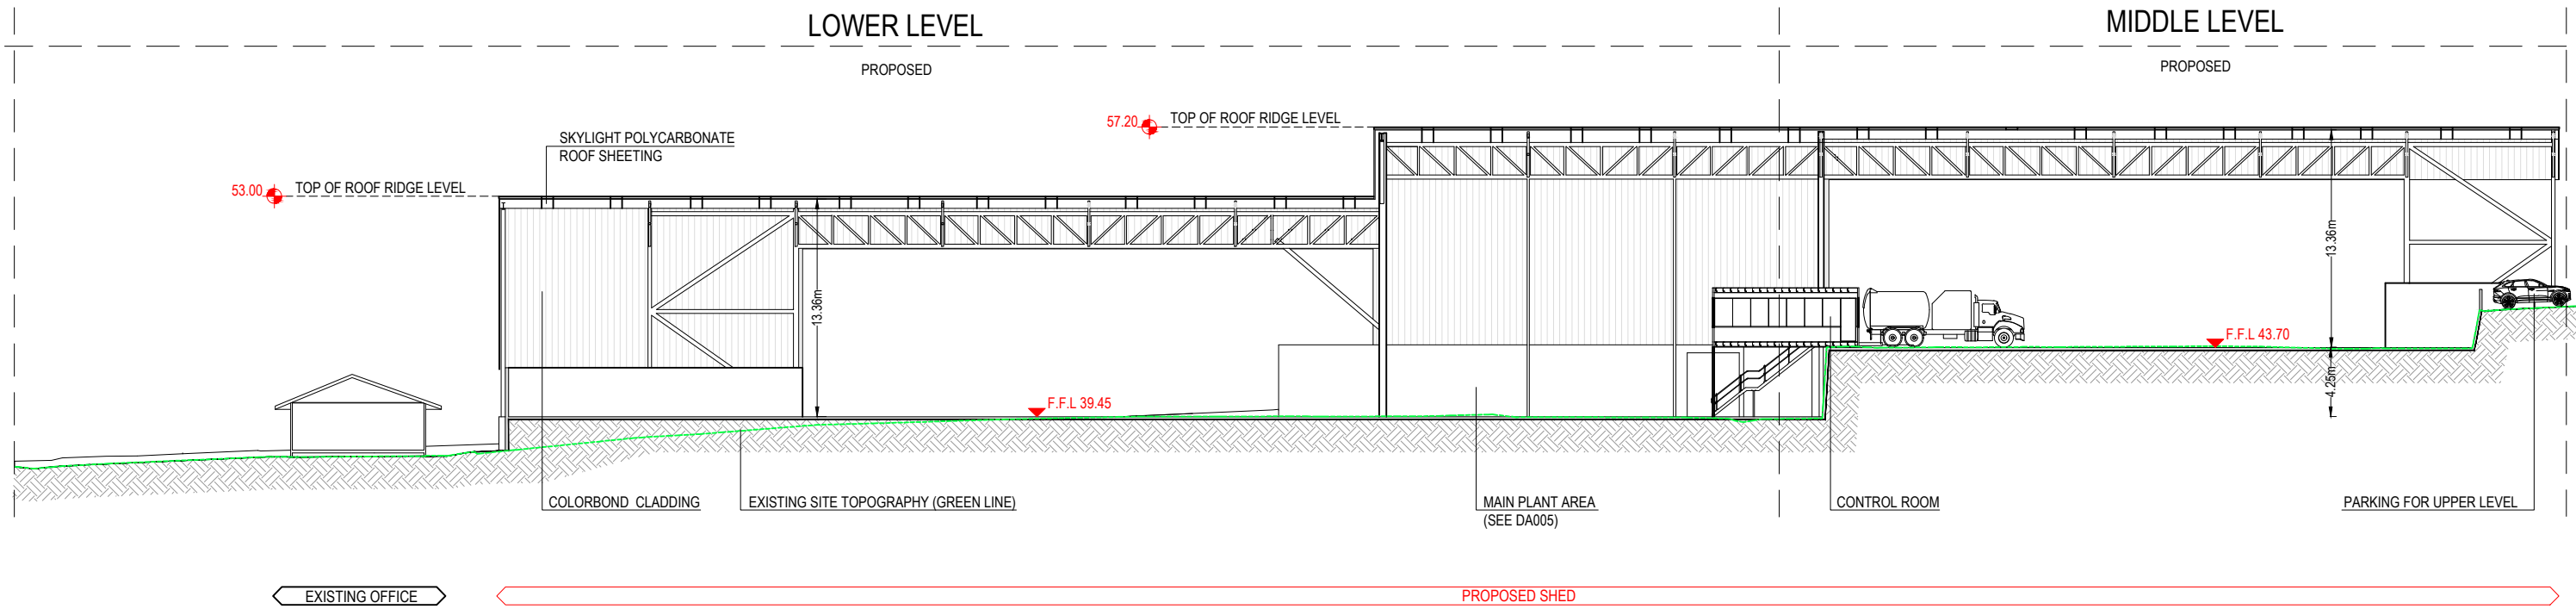 LOWER LEVEL
MIDDLE LEVEL
PROPOSED
PROPOSED
57.20
TOP OF ROOF RIDGE LEVEL
SKYLIGHT POLYCARBONATE
ROOF SHEETING
53.00
TOP OF ROOF RIDGE LEVEL
13.36m
13.36m
F.F.L 43.70
4.25m
F.F.L 39.45
COLORBOND CLADDING
EXISTING SITE TOPOGRAPHY (GREEN LINE)
MAIN PLANT AREA
(SEE DA005)
CONTROL ROOM
PARKING FOR UPPER LEVEL
EXISTING OFFICE
PROPOSED SHED